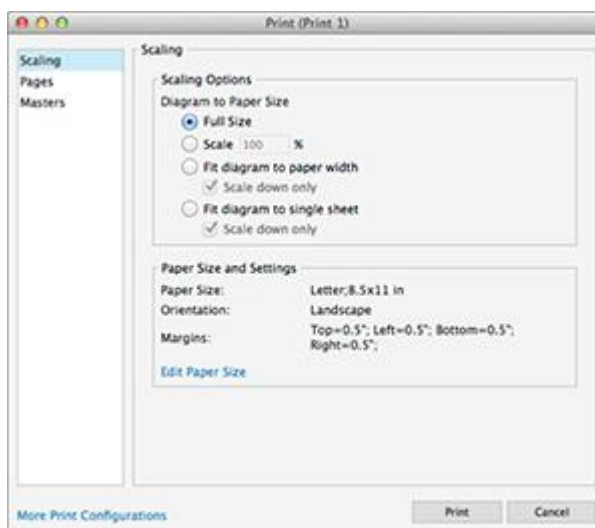 Print (Print 1)
Scaling
Pages
Masters
Scaling
Scaling Options
Diagram to Paper Size
Full Size
Scale 100 %
Fit diagram to paper width
Scale down only
Fit diagram to single sheet
Scale down only
Paper Size and Settings
Paper Size: Letter;8.5x11 in
Orientation: Landscape
Margins: Top=0.5"; Left=0.5"; Bottom=0.5";
Right=0.5";
Edit Paper Size
More Print Configurations
Print
Cancel